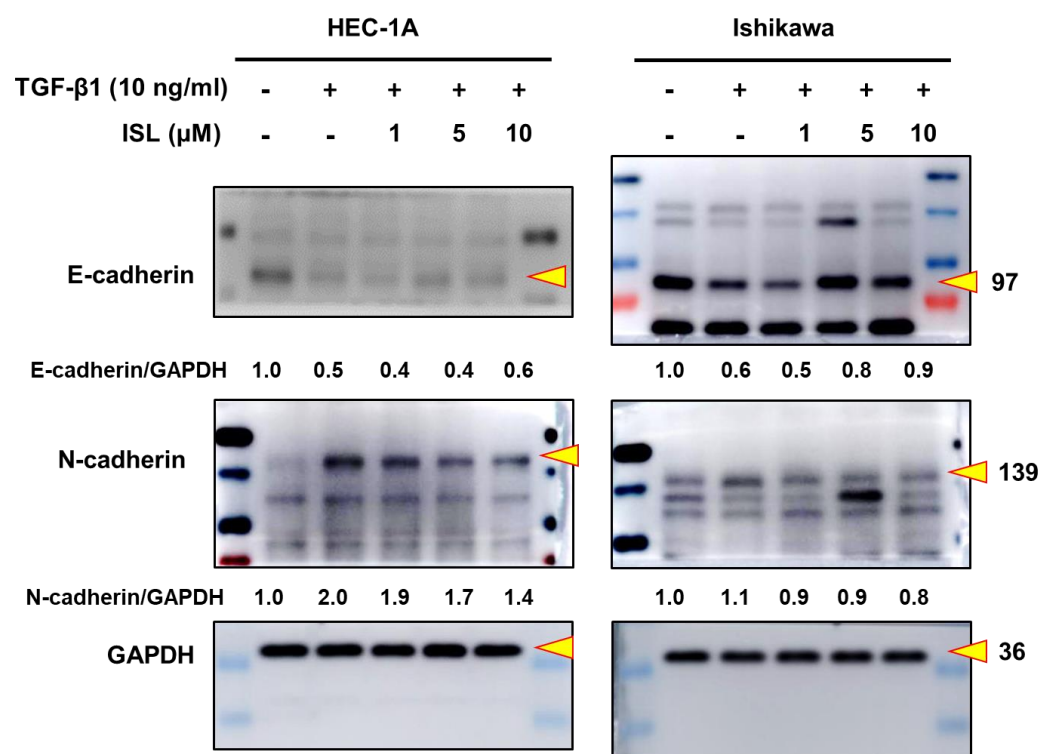 HEC-1A Ishikawa
TGF-β1 (10 ng/ml) - + + + + - + + + +
ISL (μM) - - 1 5 10 - - 1 5 10
E-cadherin 97
E-cadherin/GAPDH 1.0 0.5 0.4 0.4 0.6 1.0 0.6 0.5 0.8 0.9
N-cadherin 139
N-cadherin/GAPDH 1.0 2.0 1.9 1.7 1.4 1.0 1.1 0.9 0.9 0.8
GAPDH 36